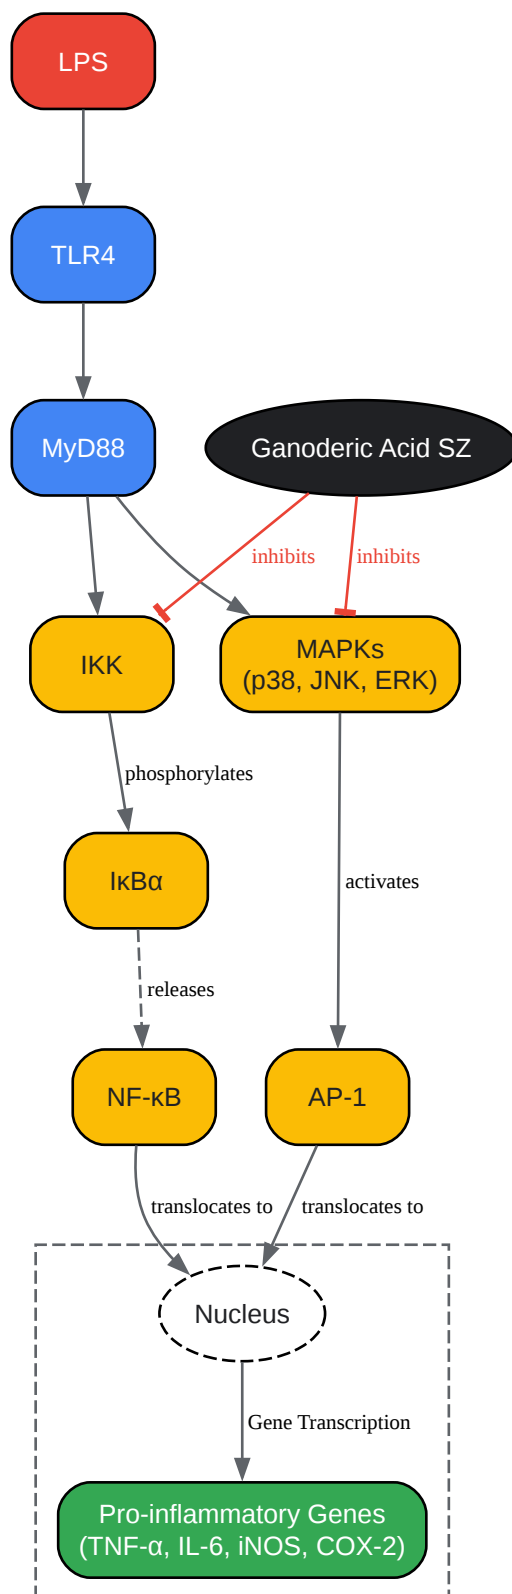 LPS
TLR4
MyD88
Ganoderic Acid SZ
inhibits
inhibits
IKK
MAPKs
(p38, JNK, ERK)
phosphorylates
IκBα
activates
releases
NF-κB
AP-1
translocates to
translocates to
Nucleus
Gene Transcription
Pro-inflammatory Genes
(TNF-α, IL-6, iNOS, COX-2)